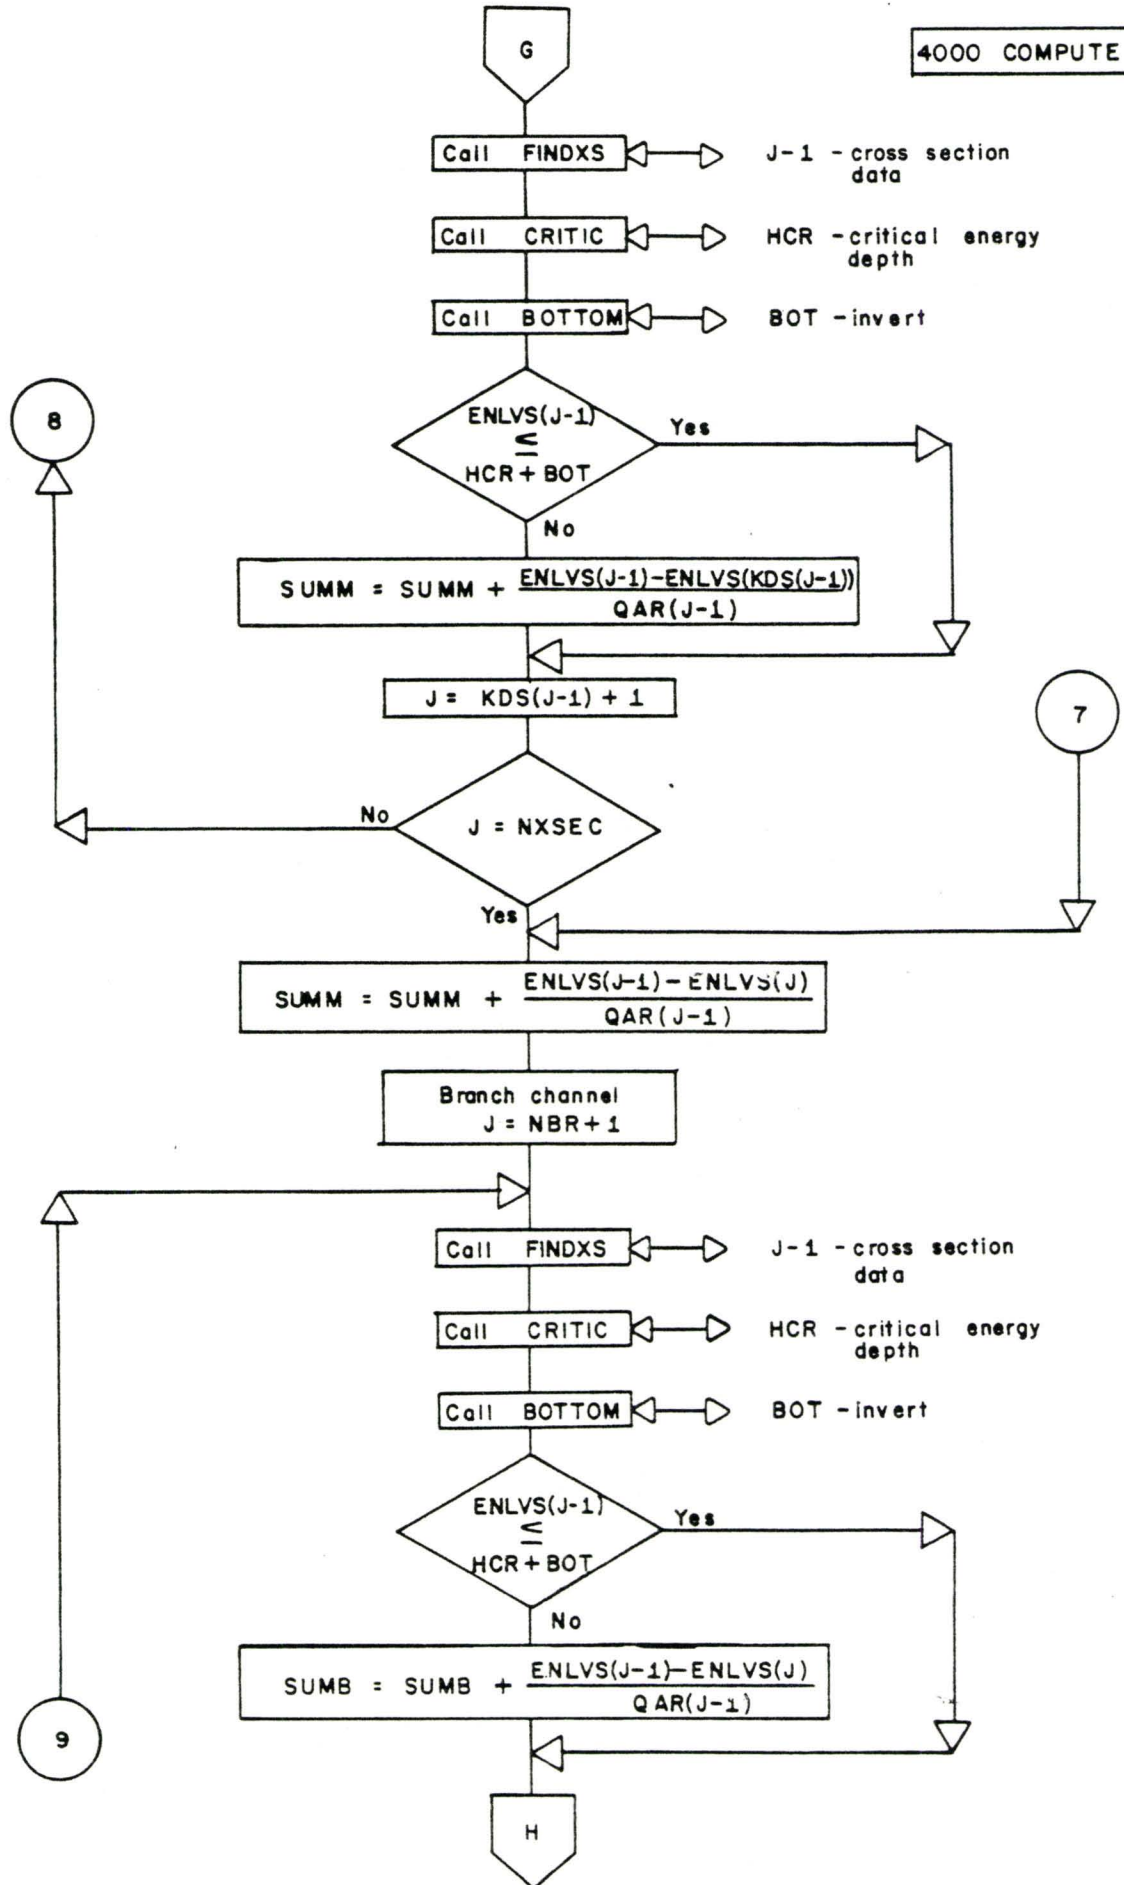 G
4000 COMPUTE
Call FINDXS
J-1 - cross section
data
Call CRITIC
HCR - critical energy
depth
Call BOTTOM
BOT - invert
8
ENLVS(J-1)
≤
HCR + BOT
Yes
No
SUMM = SUMM + ENLVS(J-1)-ENLVS(KDS(J-1))
QAR(J-1)
J = KDS(J-1) + 1
7
No
J = NXSEC
Yes
SUMM = SUMM + ENLVS(J-1) - ENLVS(J)
QAR(J-1)
Branch channel
J = NBR+1
Call FINDXS
J-1 - cross section
data
Call CRITIC
HCR - critical energy
depth
Call BOTTOM
BOT - invert
ENLVS(J-1)
≤
HCR + BOT
Yes
No
SUMB = SUMB + ENLVS(J-1)-ENLVS(J)
QAR(J-1)
9
H